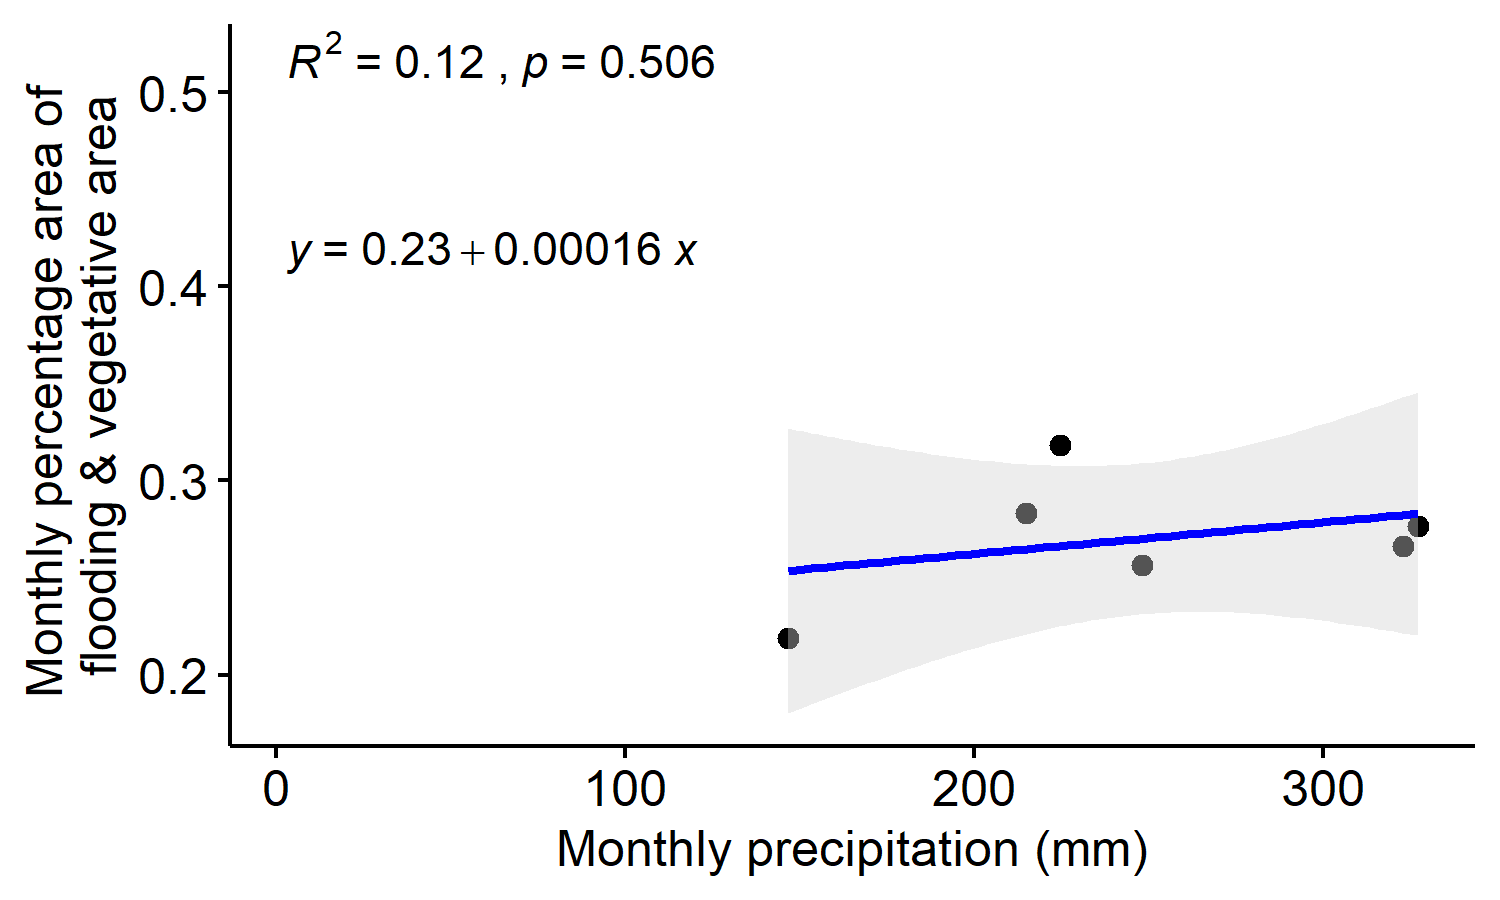 R² = 0.12 , p = 0.506
y = 0.23 + 0.00016 x
Monthly percentage area of
flooding & vegetative area
0.5
0.4
0.3
0.2
0 100 200 300
Monthly precipitation (mm)